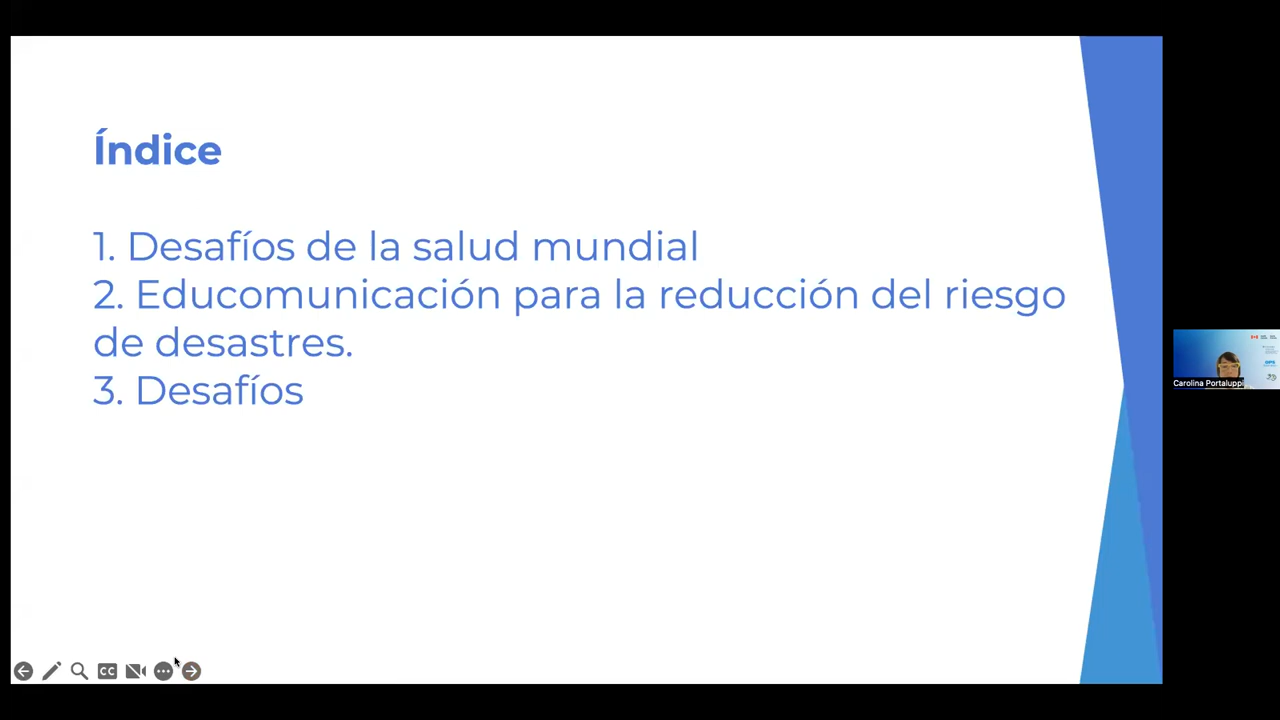 Índice
1. Desafíos de la salud mundial
2. Educomunicación para la reducción del riesgo
de desastres.
3. Desafíos
Carolina Portaluppi
CC